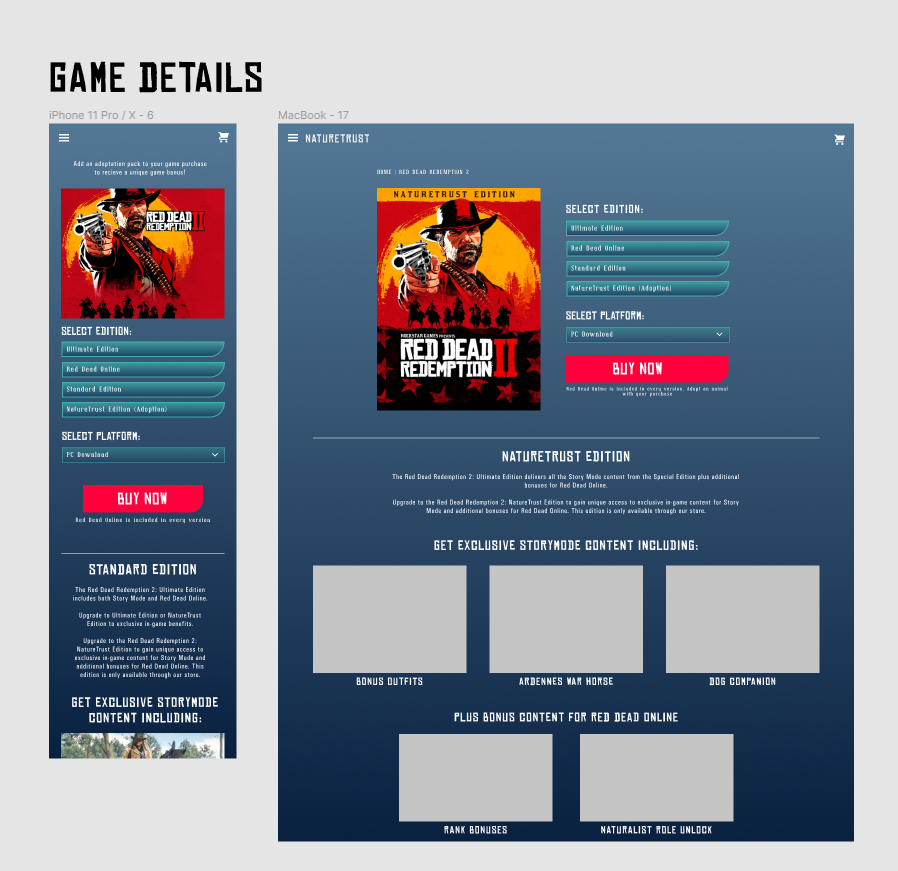 GAME DETAILS
iPhone 11 Pro / X - 6
Add an adaptation pack to your game purchase
to recieve a unique game bonus!
RED DEAD
REDEMPTION II
SELECT EDITION:
Ultimate Edition
Red Dead Online
Standard Edition
NatureTrust Edition (Adoption)
SELECT PLATFORM:
PC Download
BUY NOW
Red Dead Online is included in every version
STANDARD EDITION
The Red Dead Redemption 2: Ultimate Edition
includes both Story Mode and Red Dead Online.
Upgrade to Ultimate Edition or NatureTrust
Edition to exclusive in-game benefits.
Upgrade to the Red Dead Redemption 2:
NatureTrust Edition to gain unique access to
exclusive in-game content for Story Mode and
additional bonuses for Red Dead Online. This
edition is only available through our store.
GET EXCLUSIVE STORYMODE
CONTENT INCLUDING:
MacBook - 17
NATURETRUST
HOME | RED DEAD REDEMPTION 2
NATURETRUST EDITION
ROCKSTAR GAMES PRESENTS
RED DEAD
REDEMPTION II
SELECT EDITION:
Ultimate Edition
Red Dead Online
Standard Edition
NatureTrust Edition (Adoption)
SELECT PLATFORM:
PC Download
BUY NOW
Red Dead Online is included in every version. Adopt an animal
with your purchase
NATURETRUST EDITION
The Red Dead Redemption 2: Ultimate Edition delivers all the Story Mode content from the Special Edition plus additional
bonuses for Red Dead Online.
Upgrade to the Red Dead Redemption 2: NatureTrust Edition to gain unique access to exclusive in-game content for Story
Mode and additional bonuses for Red Dead Online. This edition is only available through our store.
GET EXCLUSIVE STORYMODE CONTENT INCLUDING:
BONUS OUTFITS
ARDENNES WAR HORSE
DOG COMPANION
PLUS BONUS CONTENT FOR RED DEAD ONLINE
RANK BONUSES
NATURALIST ROLE UNLOCK